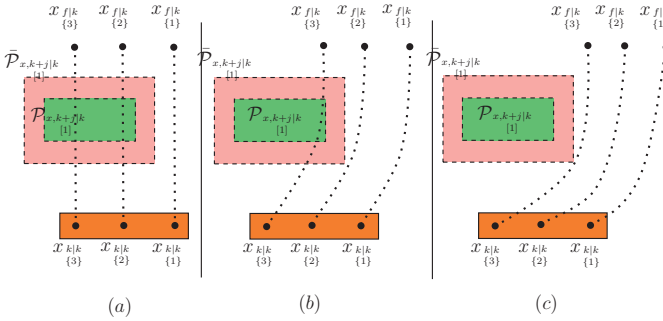 x_{f|k} {3} x_{f|k} {2} x_{f|k} {1}
x_{f|k} {3} x_{f|k} {2} x_{f|k} {1}
x_{f|k} {3} x_{f|k} {2} x_{f|k} {1}
P̄_{x,k+j|k} [1]
P̄_{x,k+j|k} [1]
P̄_{x,k+j|k} [1]
P_{x,k+j|k} [1]
P_{x,k+j|k} [1]
P_{x,k+j|k} [1]
x_{k|k} {3} x_{k|k} {2} x_{k|k} {1}
x_{k|k} {3} x_{k|k} {2} x_{k|k} {1}
x_{k|k} {3} x_{k|k} {2} x_{k|k} {1}
(a) (b) (c)